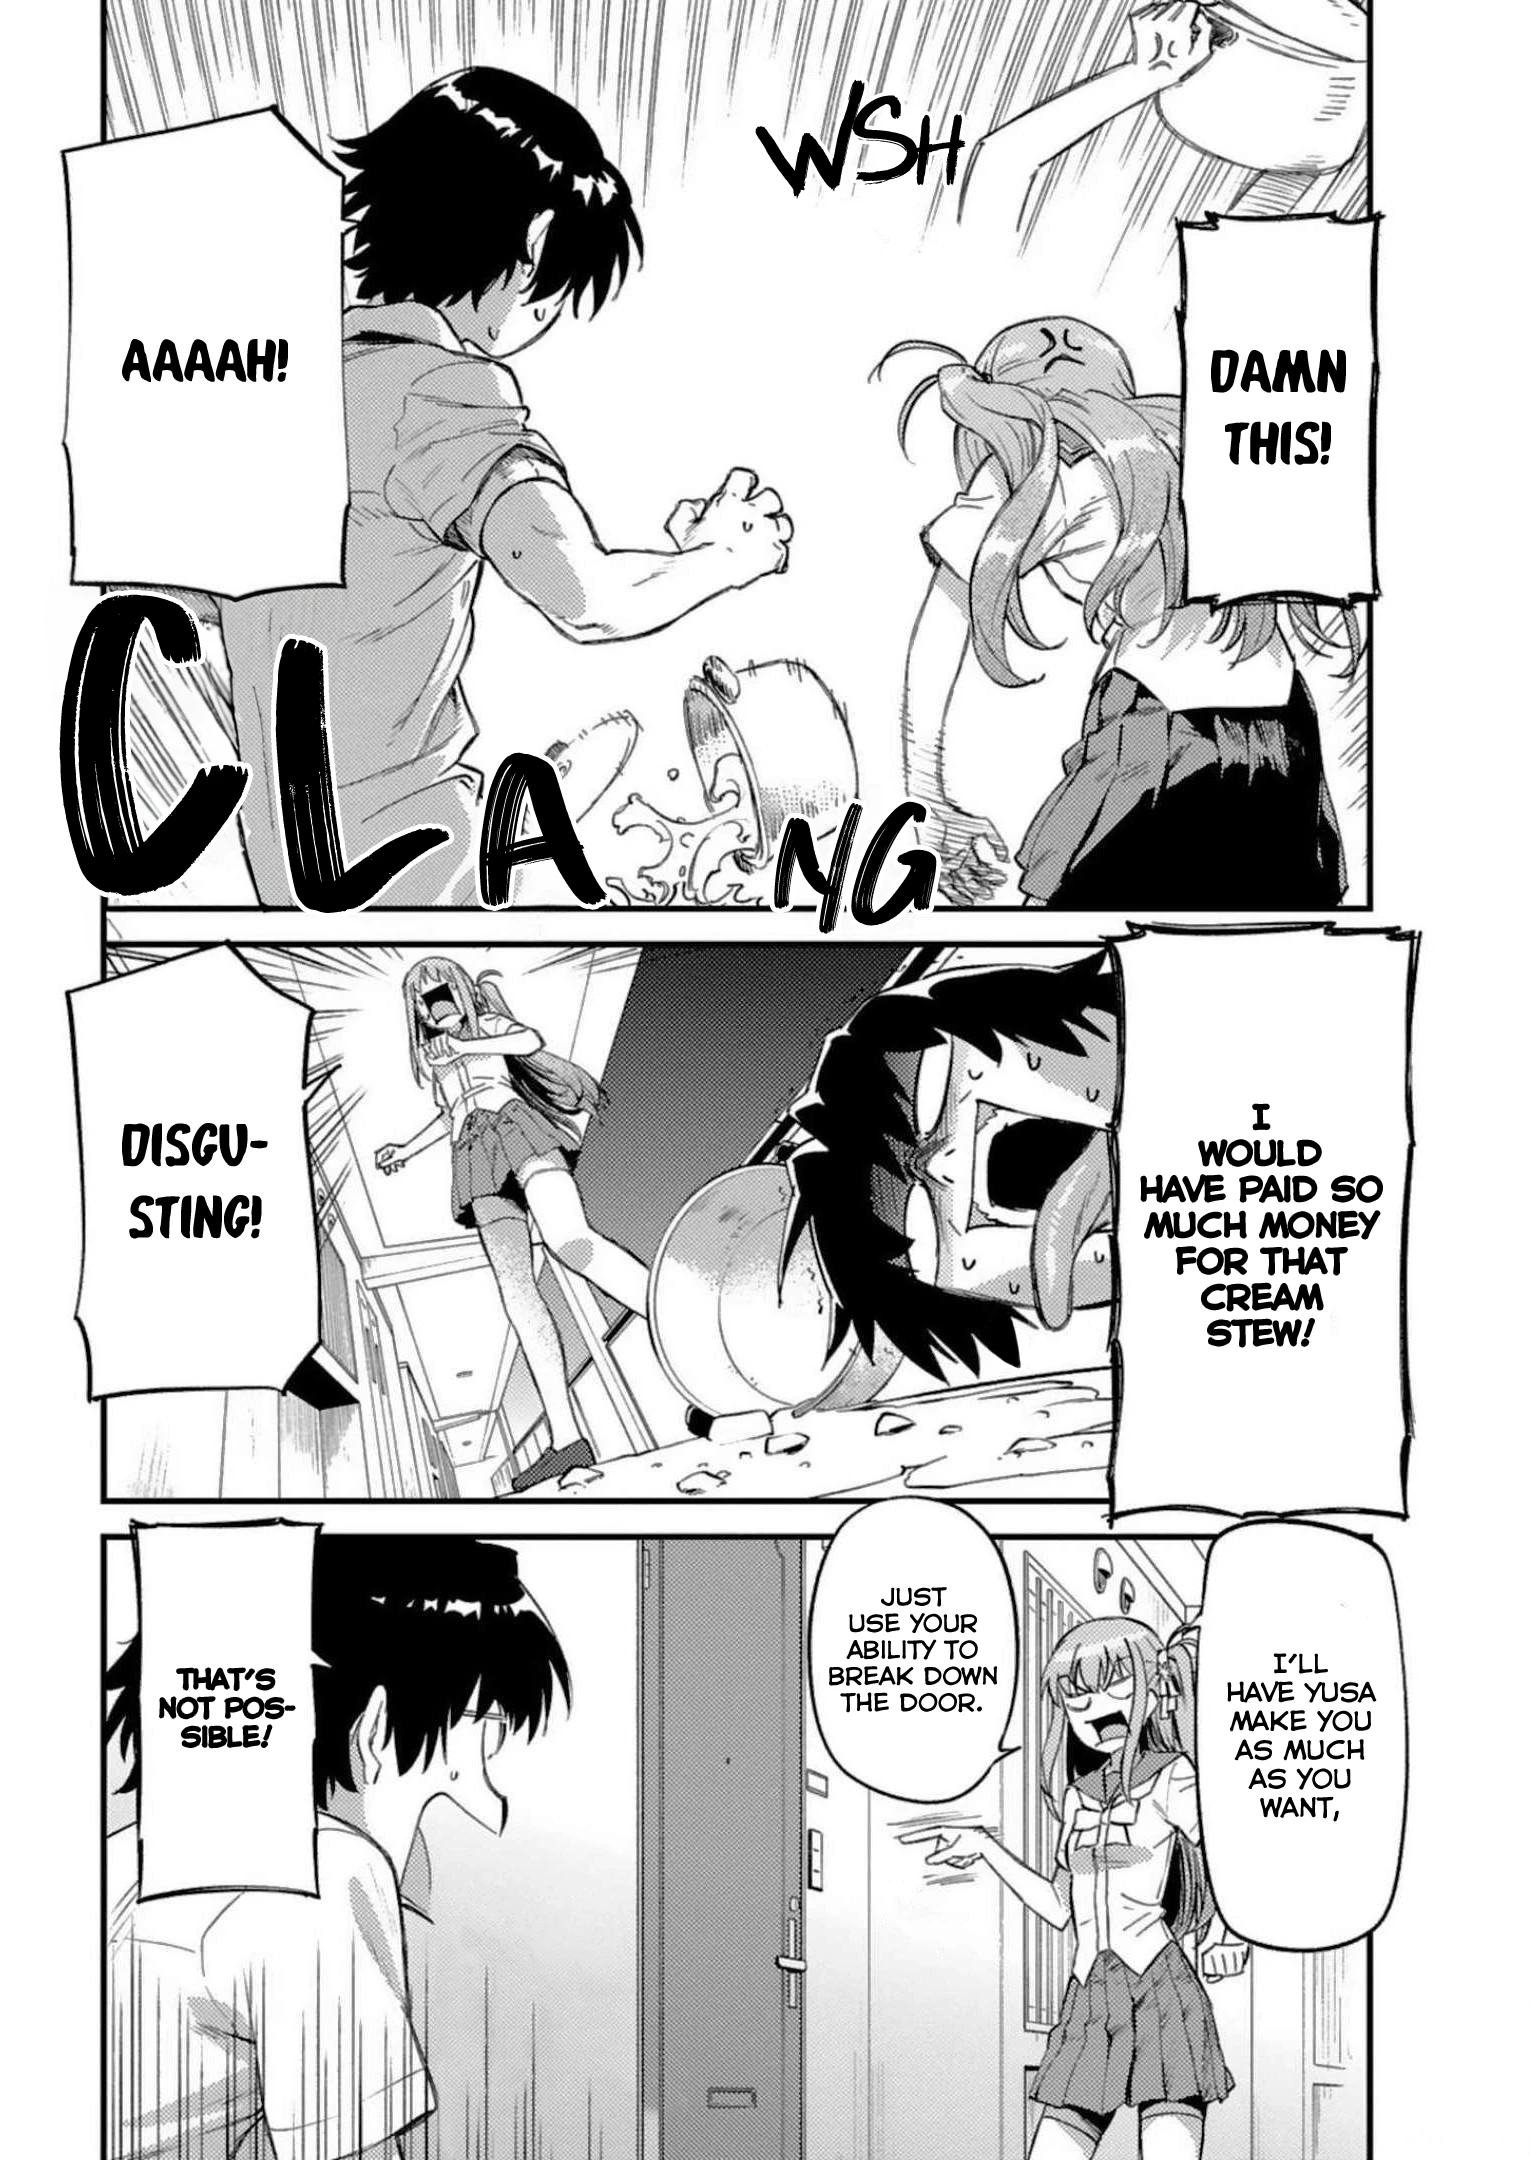 WSH
DAMN
THIS!
AAAAH!
CLANG
I
WOULD
HAVE PAID SO
MUCH MONEY
FOR THAT
CREAM
STEW!
DISGU-
STING!
I'LL
HAVE YUSA
MAKE YOU
AS MUCH
AS YOU
WANT,
JUST
USE YOUR
ABILITY TO
BREAK DOWN
THE DOOR.
THAT'S
NOT POS-
SIBLE!